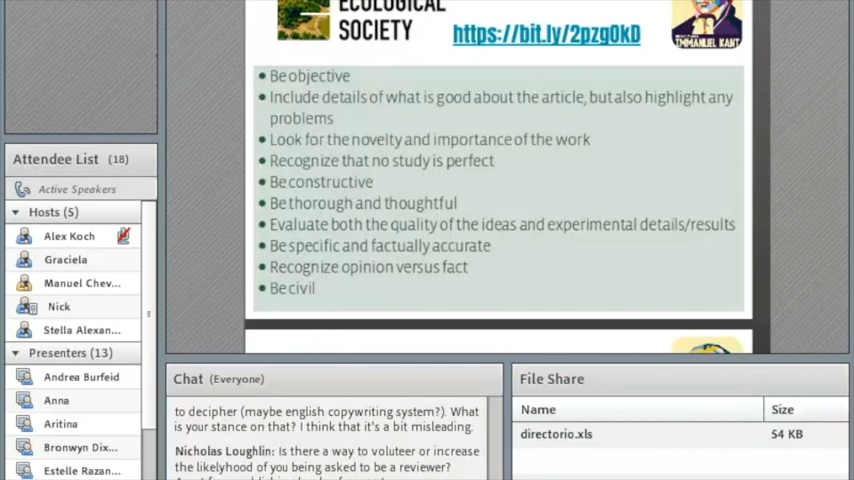 ECOLOGICAL
SOCIETY
https://bit.ly/2pzg0kD
IMMANUEL KANT
• Be objective
• Include details of what is good about the article, but also highlight any
problems
• Look for the novelty and importance of the work
• Recognize that no study is perfect
• Be constructive
• Be thorough and thoughtful
• Evaluate both the quality of the ideas and experimental details/results
• Be specific and factually accurate
• Recognize opinion versus fact
• Be civil
Attendee List (18)
Active Speakers
Hosts (5)
Alex Koch
Graciela
Manuel Chev...
Nick
Stella Alexan...
Presenters (13)
Andrea Burfeid
Anna
Aritina
Bronwyn Dix...
Estelle Razan...
Chat (Everyone)
to decipher (maybe english copywriting system?). What
is your stance on that? I think that it's a bit misleading.
Nicholas Loughlin: Is there a way to voluteer or increase
the likelyhood of you being asked to be a reviewer?
File Share
Name Size
directorio.xls 54 KB